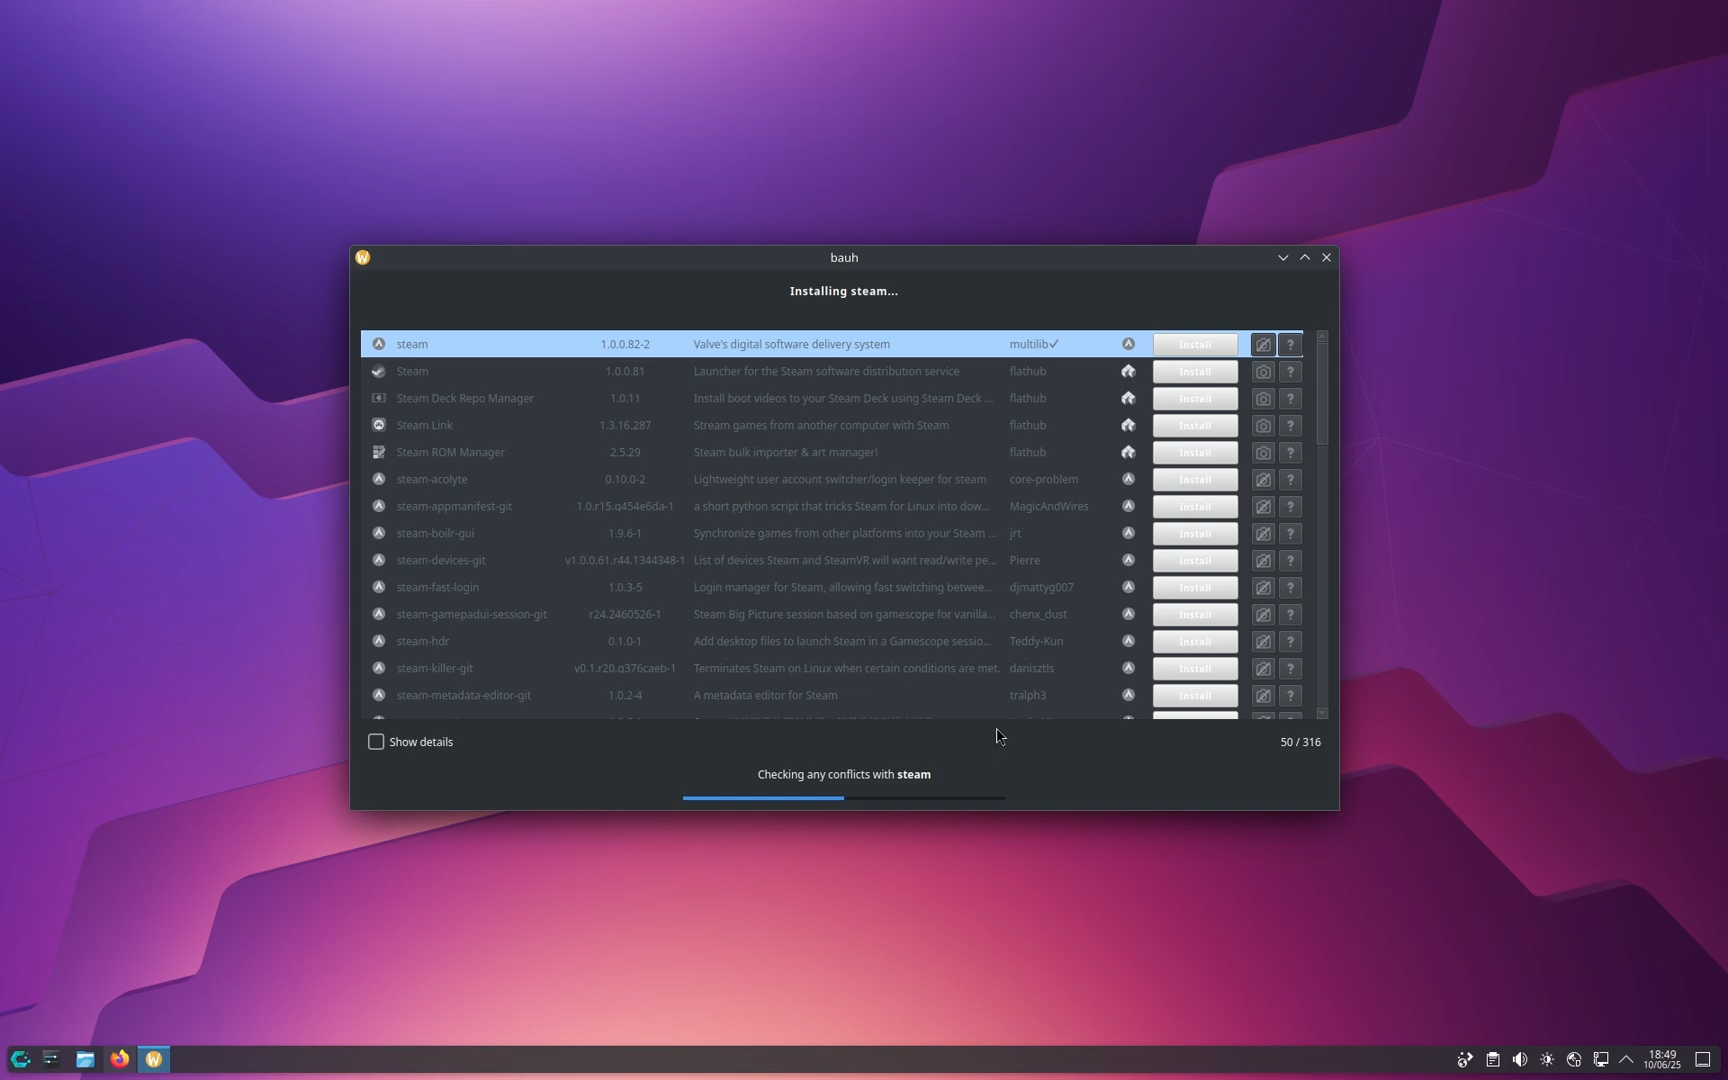 bauh
Installing steam...
steam 1.0.0.82-2 Valve's digital software delivery system multilib✓ Install ?
Steam 1.0.0.81 Launcher for the Steam software distribution service flathub Install ?
Steam Deck Repo Manager 1.0.11 Install boot videos to your Steam Deck using Steam Deck ... flathub Install ?
Steam Link 1.3.16.287 Stream games from another computer with Steam flathub Install ?
Steam ROM Manager 2.5.29 Steam bulk importer & art manager! flathub Install ?
steam-acolyte 0.10.0-2 Lightweight user account switcher/login keeper for steam core-problem Install ?
steam-appmanifest-git 1.0.r15.g454e6da-1 a short python script that tricks Steam for Linux into dow... MagicAndWires Install ?
steam-boilr-gui 1.9.6-1 Synchronize games from other platforms into your Steam ... jrt Install ?
steam-devices-git v1.0.0.61.r44.1344348-1 List of devices Steam and SteamVR will want read/write pe... Pierre Install ?
steam-fast-login 1.0.3-5 Login manager for Steam, allowing fast switching betwee... djmattyg007 Install ?
steam-gamepadui-session-git r24.2460526-1 Steam Big Picture session based on gamescope for vanilla... chenx_dust Install ?
steam-hdr 0.1.0-1 Add desktop files to launch Steam in a Gamescope sessio... Teddy-Kun Install ?
steam-killer-git v0.1.r20.g376caeb-1 Terminates Steam on Linux when certain conditions are met. danisztls Install ?
steam-metadata-editor-git 1.0.2-4 A metadata editor for Steam tralph3 Install ?
Show details 50 / 316
Checking any conflicts with steam
18:49
10/06/25